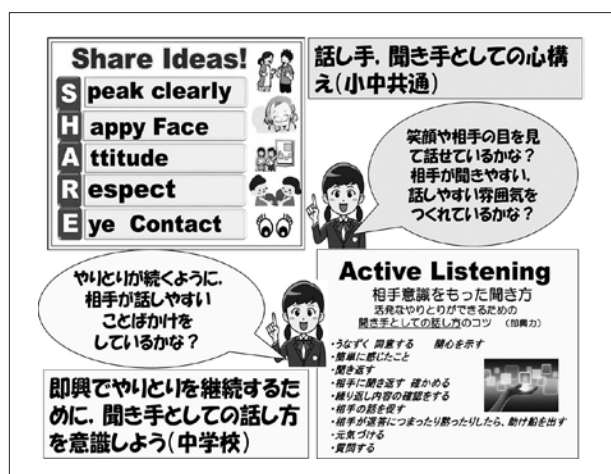 Share Ideas!
Speak clearly
Happy Face
Attitude
Respect
Eye Contact
話し手，聞き手としての心構
え（小中共通）
笑顔や相手の目を見
て話せているかな？
相手が聞きやすい，
話しやすい雰囲気を
つくれているかな？
やりとりが続くように，
相手が話しやすい
ことばかけを
しているかな？
Active Listening
相手意識をもった聞き方
活発なやりとりができるための
聞き手としての話し方のコツ （即興力）
・うなずく 同意する 関心を示す
・簡単に感じたこと
・聞き返す
・相手に聞き返す 確かめる
・繰り返し内容の確認をする
・相手の話を促す
・相手が返答につまったり黙ったりしたら、助け船を出す
・元気づける
・質問する
即興でやりとりを継続するた
めに，聞き手としての話し方
を意識しよう（中学校）